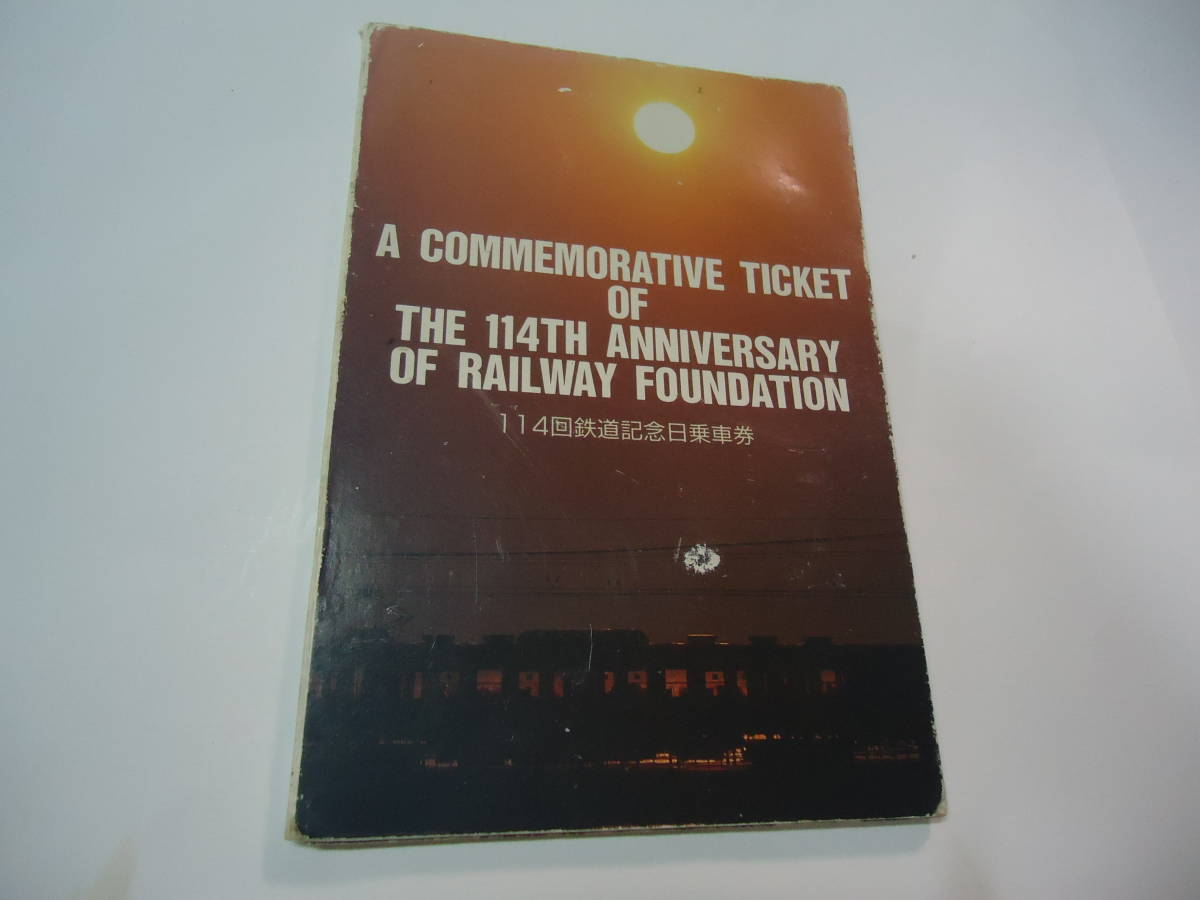 A COMMEMORATIVE TICKET
OF
THE 114TH ANNIVERSARY
OF RAILWAY FOUNDATION
114回鉄道記念日乗車券